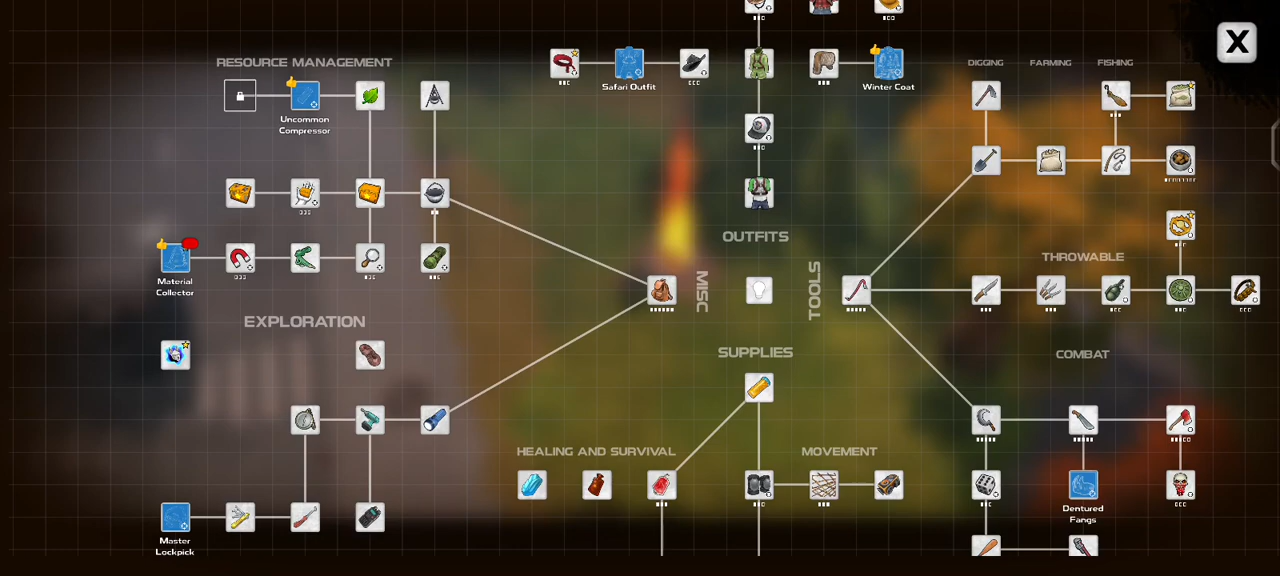 X
RESOURCE MANAGEMENT
DIGGING
FARMING
FISHING
Safari Outfit
Winter Coat
Uncommon
Compressor
OUTFITS
THROWABLE
Material
Collector
MISC
TOOLS
EXPLORATION
SUPPLIES
COMBAT
HEALING AND SURVIVAL
MOVEMENT
Dentured
Fangs
Master
Lockpick